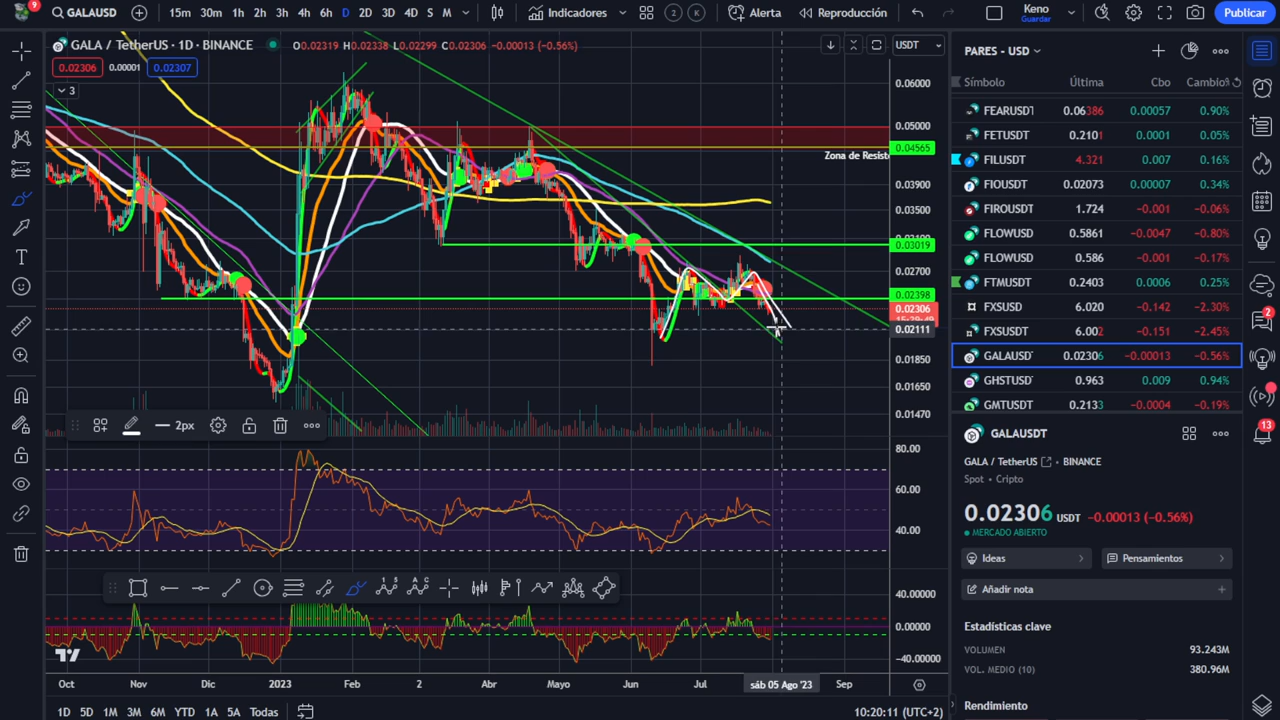 9
GALAUSD
15m 30m 1h 2h 3h 4h 6h D 2D 3D 4D S M
Indicadores
2 K
Alerta
Reproducción
Keno
Guardar
Publicar
GALA / TetherUS · 1D · BINANCE
O0.02319 H0.02338 L0.02299 C0.02306 −0.00013 (−0.56%)
USDT
0.02306 0.00001 0.02307
3
0.06000
0.05000
0.04565
Zona de Resist
0.03900
0.03500
0.03019
0.02700
0.02398
0.02306
0.02111
0.01850
0.01650
0.01470
2px
80.00
60.00
40.00
40.00000
0.00000
−40.00000
Oct Nov Dic 2023 Feb 2 Abr Mayo Jun Jul sáb 05 Ago '23 Sep
1D 5D 1M 3M 6M YTD 1A 5A Todas
10:20:11 (UTC+2)
PARES - USD
Símbolo Última Cbo Cambio%
FEARUSDT 0.06386 0.00057 0.90%
FETUSDT 0.2101 0.0001 0.05%
FILUSDT 4.321 0.007 0.16%
FIOUSDT 0.02073 0.00007 0.34%
FIROUSDT 1.724 −0.001 −0.06%
FLOWUSD 0.5861 −0.0047 −0.80%
FLOWUSD 0.586 −0.001 −0.17%
FTMUSDT 0.2403 0.0006 0.25%
FXSUSD 6.020 −0.142 −2.30%
FXSUSDT 6.002 −0.151 −2.45%
GALAUSD 0.02306 −0.00013 −0.56%
GHSTUSD 0.963 0.009 0.94%
GMTUSDT 0.2133 −0.0004 −0.19%
GALAUSDT
GALA / TetherUS · BINANCE
Spot · Cripto
0.02306 USDT −0.00013 (−0.56%)
MERCADO ABIERTO
Ideas
Pensamientos
Añadir nota
Estadísticas clave
VOLUMEN 93.243M
VOL. MEDIO (10) 380.96M
Rendimiento
2
13